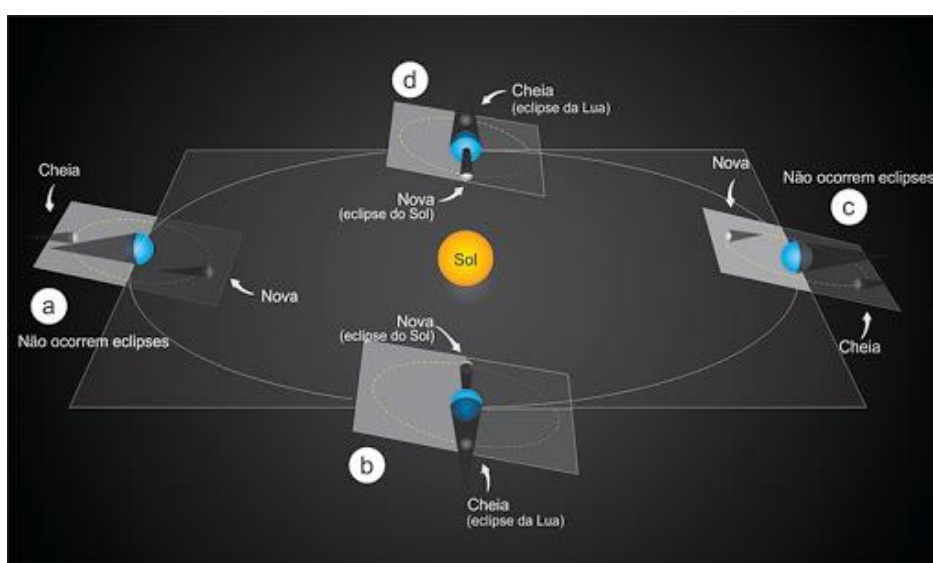 d
Cheia
(eclipse da Lua)
Nova
(eclipse do Sol)
Cheia
a
Não ocorrem eclipses
Nova
Nova
Não ocorrem eclipses
c
Cheia
Sol
Nova
(eclipse do Sol)
b
Cheia
(eclipse da Lua)